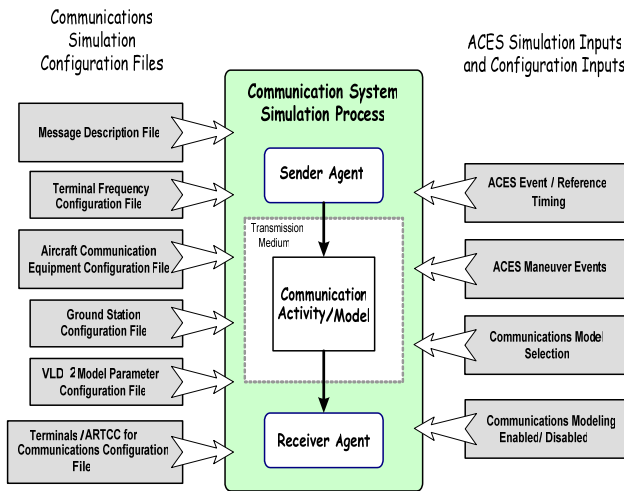 Communications
Simulation
Configuration Files
Message Description File
Terminal Frequency
Configuration File
Aircraft Communication
Equipment Configuration File
Ground Station
Configuration File
VLD 2 Model Parameter
Configuration File
Terminals/ARTCC for
Communications Configuration
File
Communication System
Simulation Process
Sender Agent
Transmission
Medium
Communication
Activity/Model
Receiver Agent
ACES Simulation Inputs
and Configuration Inputs
ACES Event / Reference
Timing
ACES Maneuver Events
Communications Model
Selection
Communications Modeling
Enabled/ Disabled